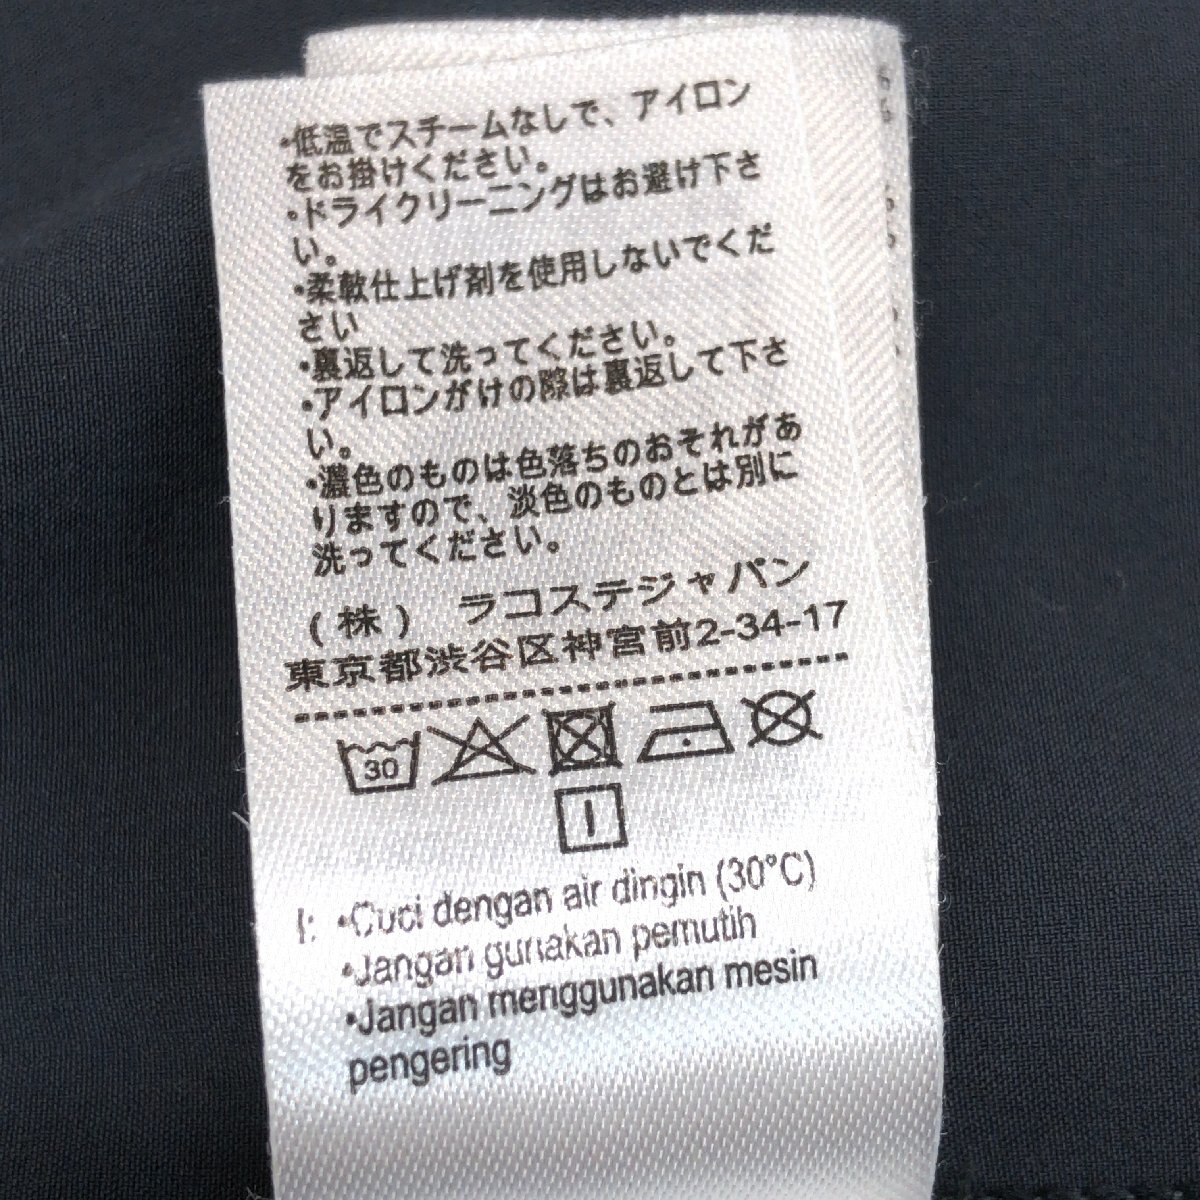 ・低温でスチームなしで、アイロン
をお掛けください。
・ドライクリーニングはお避け下さ
い。
・柔軟仕上げ剤を使用しないでくだ
さい
・裏返して洗ってください。
・アイロンがけの際は裏返して下さ
い。
・濃色のものは色落ちのおそれがあ
りますので、淡色のものとは別に
洗ってください。
(株) ラコステジャパン
東京都渋谷区神宮前2-34-17
30
I: •Cuci dengan air dingin (30°C)
•Jangan gunakan pemutih
•Jangan menggunakan mesin
pengering